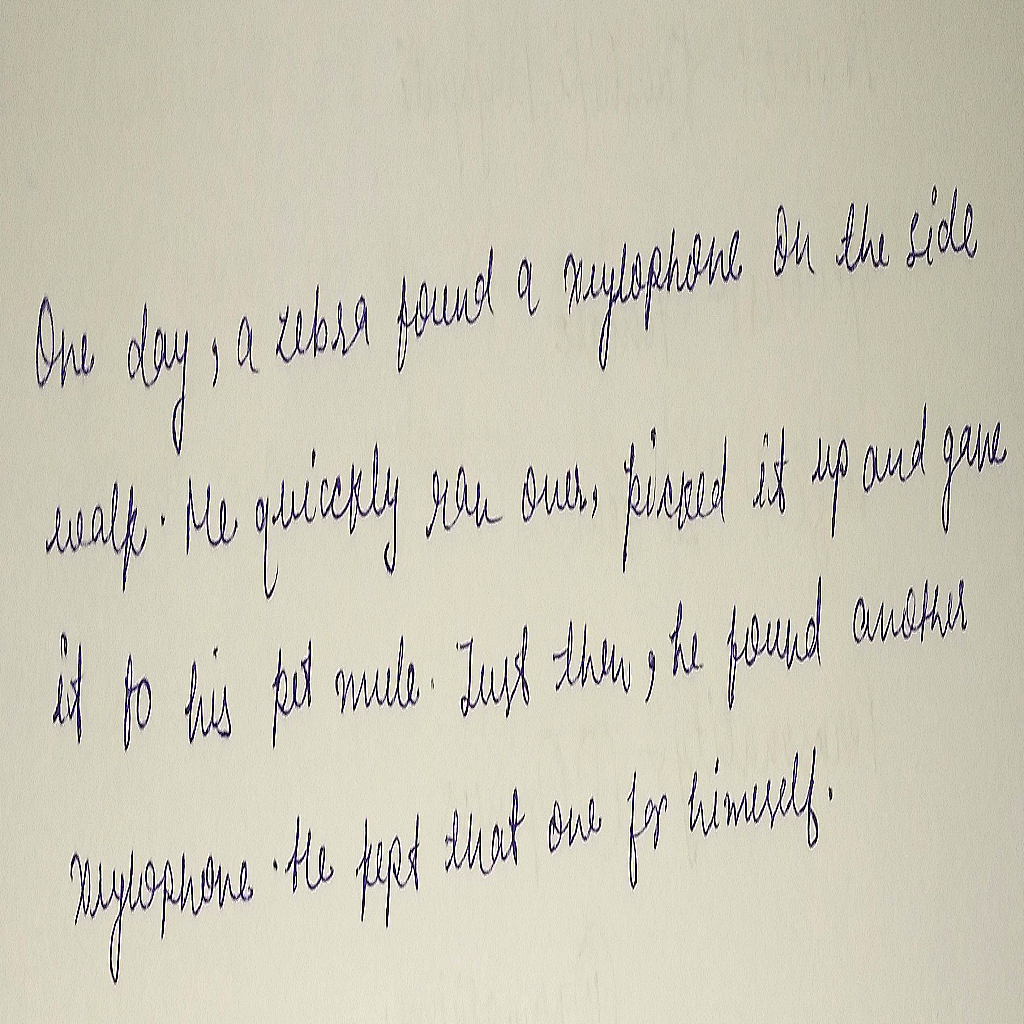 One day, a zebra found a xylophone on the side
walk. He quickly ran over, picked it up and gave
it to his pet mule. Just then, he found another
xylophone. He kept that one for himself.